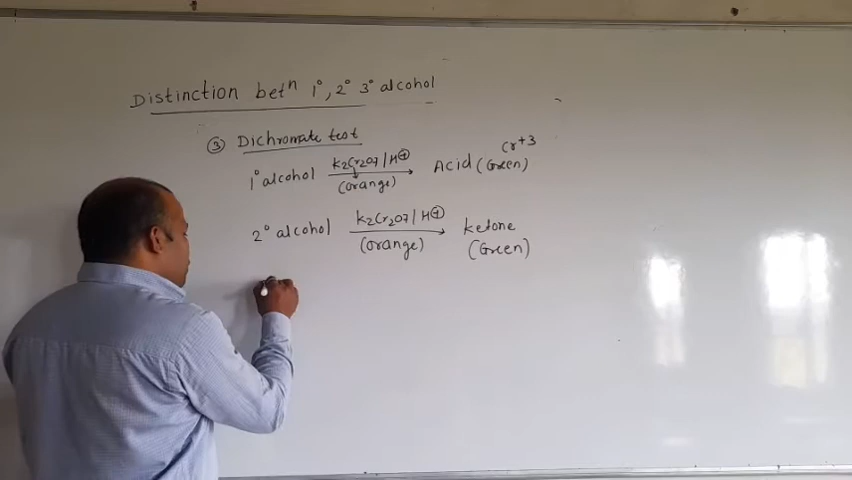 Distinction betⁿ 1°, 2° 3° alcohol
③ Dichromate test
1° alcohol K2Cr2O7 / H⊕ (orange) → Acid (Green) Cr+3
2° alcohol K2Cr2O7 / H⊕ (orange) → ketone (Green)